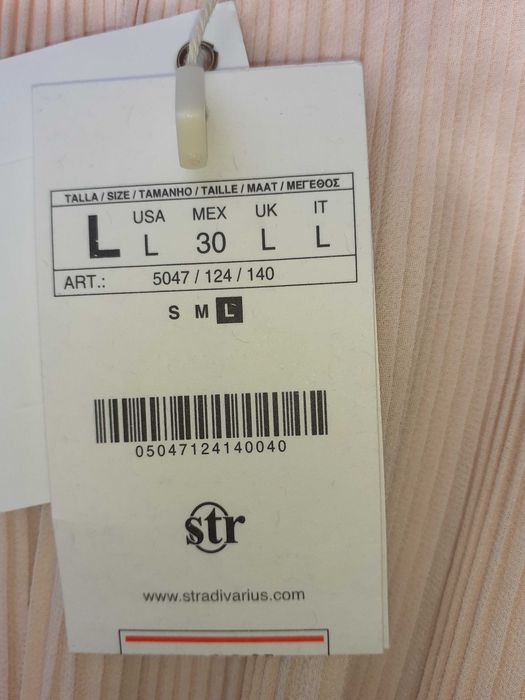 TALLA / SIZE / TAMANHO / TAILLE / MAAT / ΜΕΓΕΘΟΣ
L USA MEX UK IT
L 30 L L
ART.: 5047 / 124 / 140
S M L
05047124140040
str
www.stradivarius.com